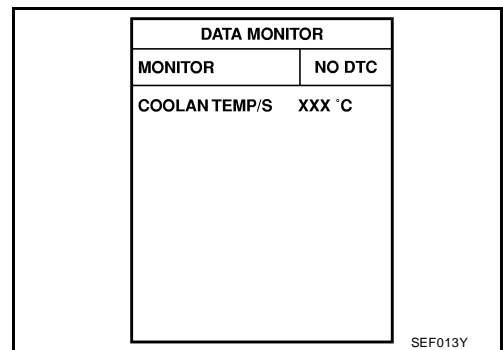 DATA MONITOR
MONITOR NO DTC
COOLAN TEMP/S XXX °C
SEF013Y